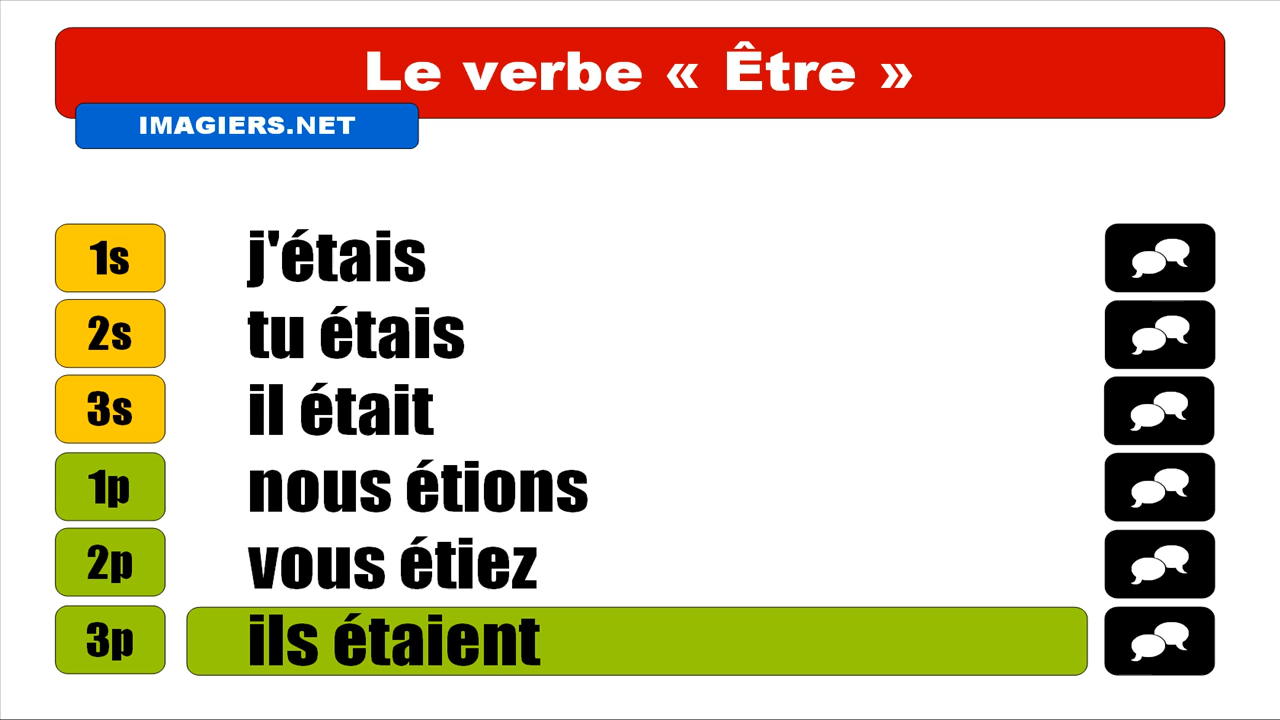 Le verbe « Être »
IMAGIERS.NET
1s j'étais
2s tu étais
3s il était
1p nous étions
2p vous étiez
3p ils étaient